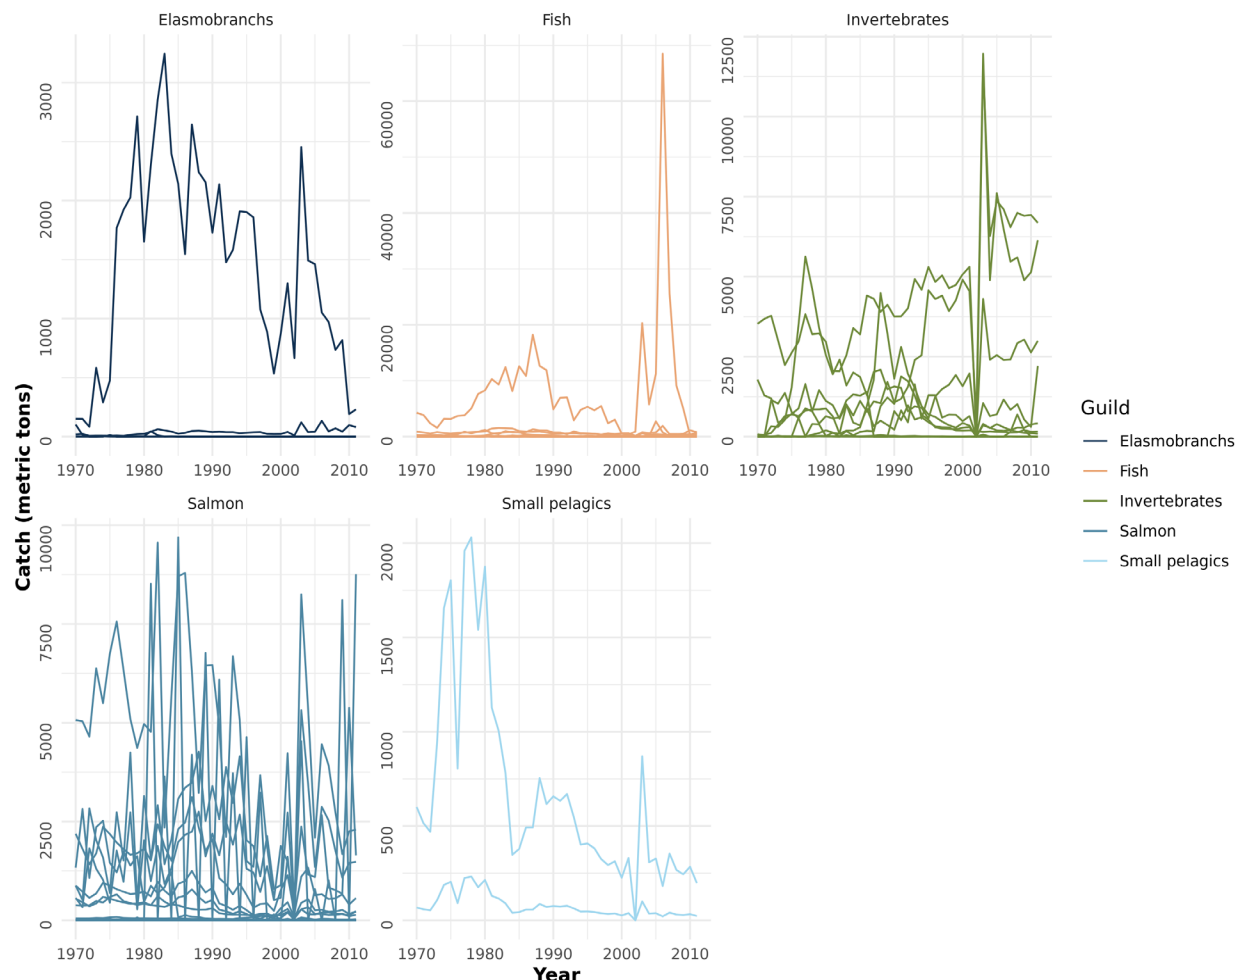 Elasmobranchs
Fish
Invertebrates
3000
2000
1000
0
60000
40000
20000
0
12500
10000
7500
5000
2500
0
1970 1980 1990 2000 2010
1970 1980 1990 2000 2010
1970 1980 1990 2000 2010
Catch (metric tons)
Salmon
Small pelagics
10000
7500
5000
2500
0
2000
1500
1000
500
0
1970 1980 1990 2000 2010
1970 1980 1990 2000 2010
Year
Guild
Elasmobranchs
Fish
Invertebrates
Salmon
Small pelagics